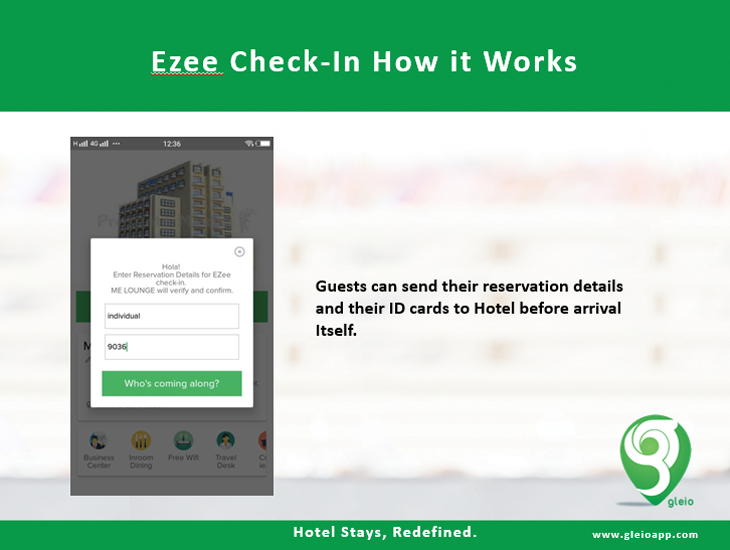 Ezee Check-In How it Works
H 4G ... 12:36
Hola!
Enter Reservation Details for EZee
check-in.
ME LOUNGE will verify and confirm.
individual
9036
Who's coming along?
Business
Center
Inroom
Dining
Free Wifi
Travel
Desk
Guests can send their reservation details
and their ID cards to Hotel before arrival
Itself.
gleio
Hotel Stays, Redefined.
www.gleioapp.com